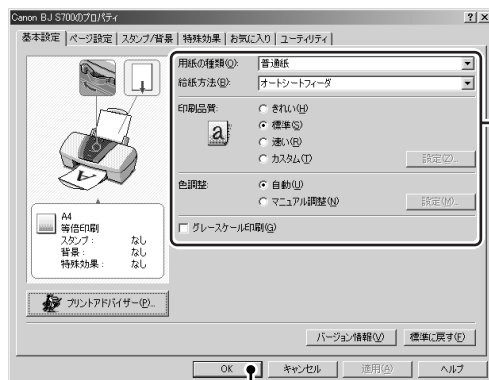 Canon BJ S700のプロパティ
基本設定 ページ設定 スタンプ/背景 特殊効果 お気に入り ユーティリティ
用紙の種類(Q): 普通紙
給紙方法(B): オートシートフィーダ
印刷品質: きれい(H)
標準(S)
速い(R)
カスタム(T) 設定(Z)...
色調整: 自動(U)
マニュアル調整(N) 設定(M)...
グレースケール印刷(G)
a
A4
等倍印刷
スタンプ: なし
背景: なし
特殊効果: なし
プリントアドバイザー(P)...
バージョン情報(V) 標準に戻す(F)
OK キャンセル 適用(A) ヘルプ